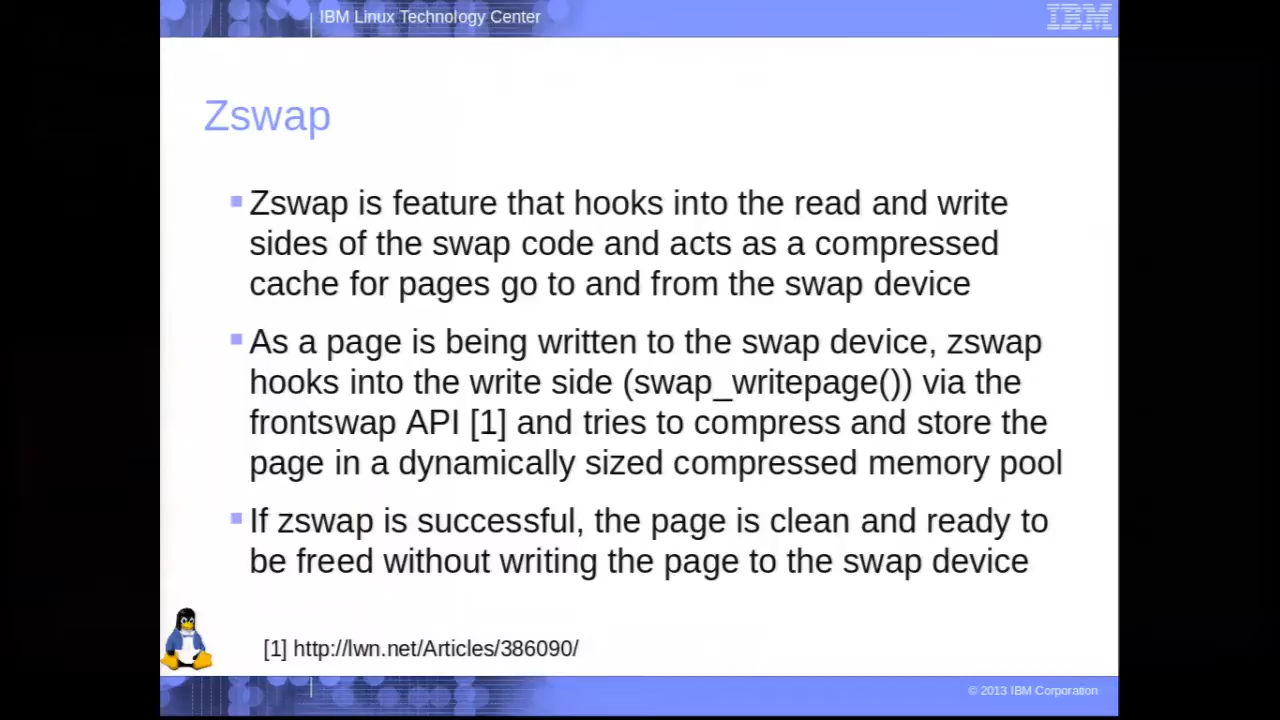 IBM Linux Technology Center
IBM
Zswap
Zswap is feature that hooks into the read and write
sides of the swap code and acts as a compressed
cache for pages go to and from the swap device
As a page is being written to the swap device, zswap
hooks into the write side (swap_writepage()) via the
frontswap API [1] and tries to compress and store the
page in a dynamically sized compressed memory pool
If zswap is successful, the page is clean and ready to
be freed without writing the page to the swap device
[1] http://lwn.net/Articles/386090/
© 2013 IBM Corporation